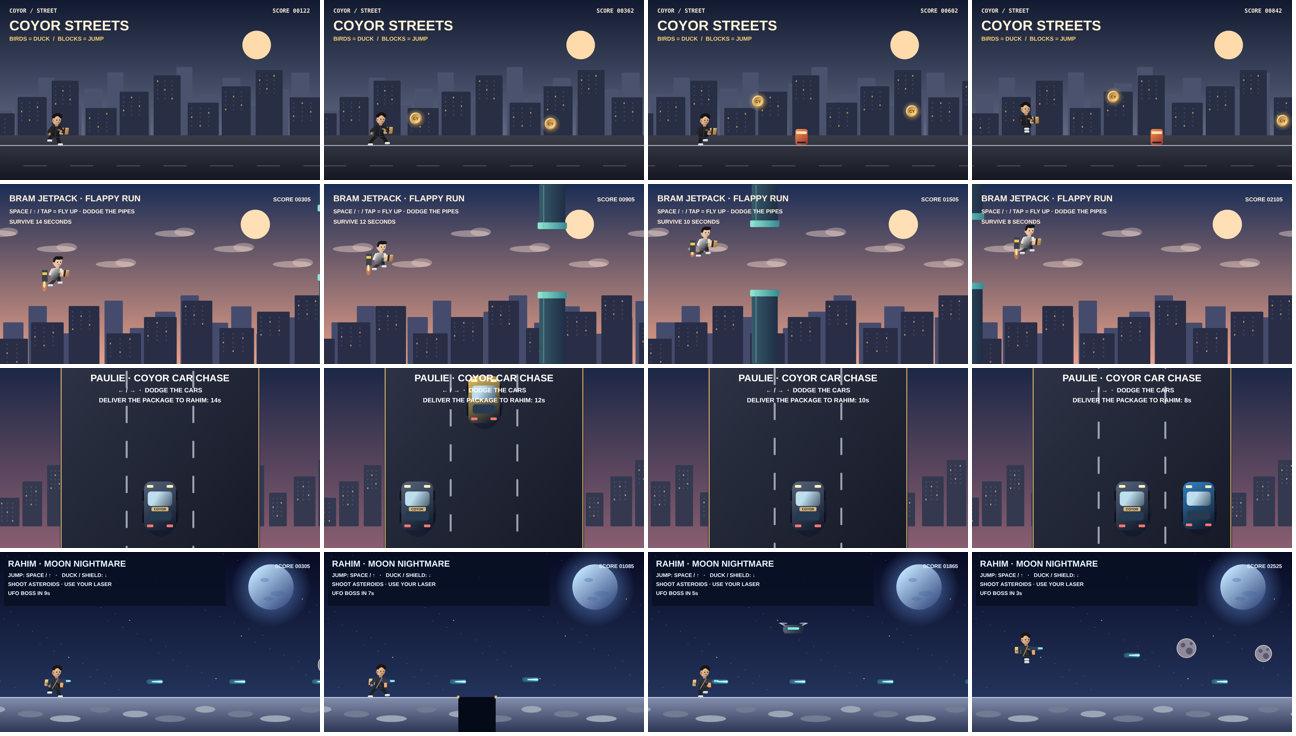 COYOR / STREET
SCORE 00122
COYOR STREETS
BIRDS = DUCK / BLOCKS = JUMP
COYOR / STREET
SCORE 00362
COYOR STREETS
BIRDS = DUCK / BLOCKS = JUMP
CY
CY
COYOR / STREET
SCORE 00602
COYOR STREETS
BIRDS = DUCK / BLOCKS = JUMP
CY
CY
COYOR / STREET
SCORE 00842
COYOR STREETS
BIRDS = DUCK / BLOCKS = JUMP
CY
CY
BRAM JETPACK · FLAPPY RUN
SCORE 00305
SPACE / ↑ / TAP = FLY UP · DODGE THE PIPES
SURVIVE 14 SECONDS
BRAM JETPACK · FLAPPY RUN
SCORE 00905
SPACE / ↑ / TAP = FLY UP · DODGE THE PIPES
SURVIVE 12 SECONDS
BRAM JETPACK · FLAPPY RUN
SCORE 01505
SPACE / ↑ / TAP = FLY UP · DODGE THE PIPES
SURVIVE 10 SECONDS
BRAM JETPACK · FLAPPY RUN
SCORE 02105
SPACE / ↑ / TAP = FLY UP · DODGE THE PIPES
SURVIVE 8 SECONDS
PAULIE · COYOR CAR CHASE
← / → · DODGE THE CARS
DELIVER THE PACKAGE TO RAHIM: 14s
COYOR
PAULIE · COYOR CAR CHASE
← / → · DODGE THE CARS
DELIVER THE PACKAGE TO RAHIM: 12s
COYOR
PAULIE · COYOR CAR CHASE
← / → · DODGE THE CARS
DELIVER THE PACKAGE TO RAHIM: 10s
COYOR
PAULIE · COYOR CAR CHASE
← / → · DODGE THE CARS
DELIVER THE PACKAGE TO RAHIM: 8s
COYOR
RAHIM · MOON NIGHTMARE
SCORE 00305
JUMP: SPACE / ↑ · DUCK / SHIELD: ↓
SHOOT ASTEROIDS · USE YOUR LASER
UFO BOSS IN 9s
RAHIM · MOON NIGHTMARE
SCORE 01085
JUMP: SPACE / ↑ · DUCK / SHIELD: ↓
SHOOT ASTEROIDS · USE YOUR LASER
UFO BOSS IN 7s
RAHIM · MOON NIGHTMARE
SCORE 01865
JUMP: SPACE / ↑ · DUCK / SHIELD: ↓
SHOOT ASTEROIDS · USE YOUR LASER
UFO BOSS IN 5s
RAHIM · MOON NIGHTMARE
SCORE 02525
JUMP: SPACE / ↑ · DUCK / SHIELD: ↓
SHOOT ASTEROIDS · USE YOUR LASER
UFO BOSS IN 3s